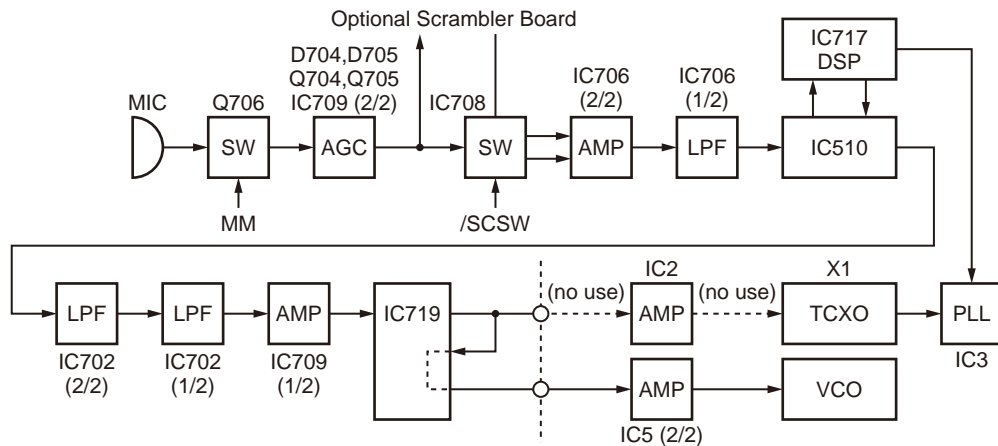 Optional Scrambler Board
D704,D705
Q704,Q705
MIC
Q706
IC709 (2/2)
IC708
IC706
(2/2)
IC706
(1/2)
IC717
DSP
SW
AGC
SW
AMP
LPF
IC510
MM
/SCSW
IC2
X1
(no use)
(no use)
LPF
LPF
AMP
IC719
AMP
TCXO
PLL
IC702
(2/2)
IC702
(1/2)
IC709
(1/2)
IC3
AMP
VCO
IC5 (2/2)